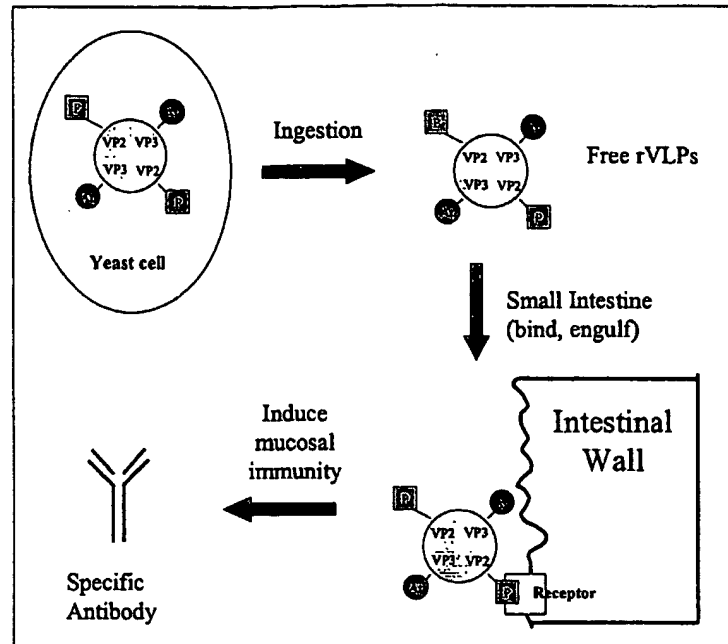 P
VP2 VP3
VP3 VP2
P
Yeast cell
Ingestion
P
VP2 VP3
VP3 VP2
P
Free rVLPs
Small Intestine
(bind, engulf)
Intestinal
Wall
Induce
mucosal
immunity
P
VP2 VP3
VP3 VP2
P
Receptor
Specific
Antibody